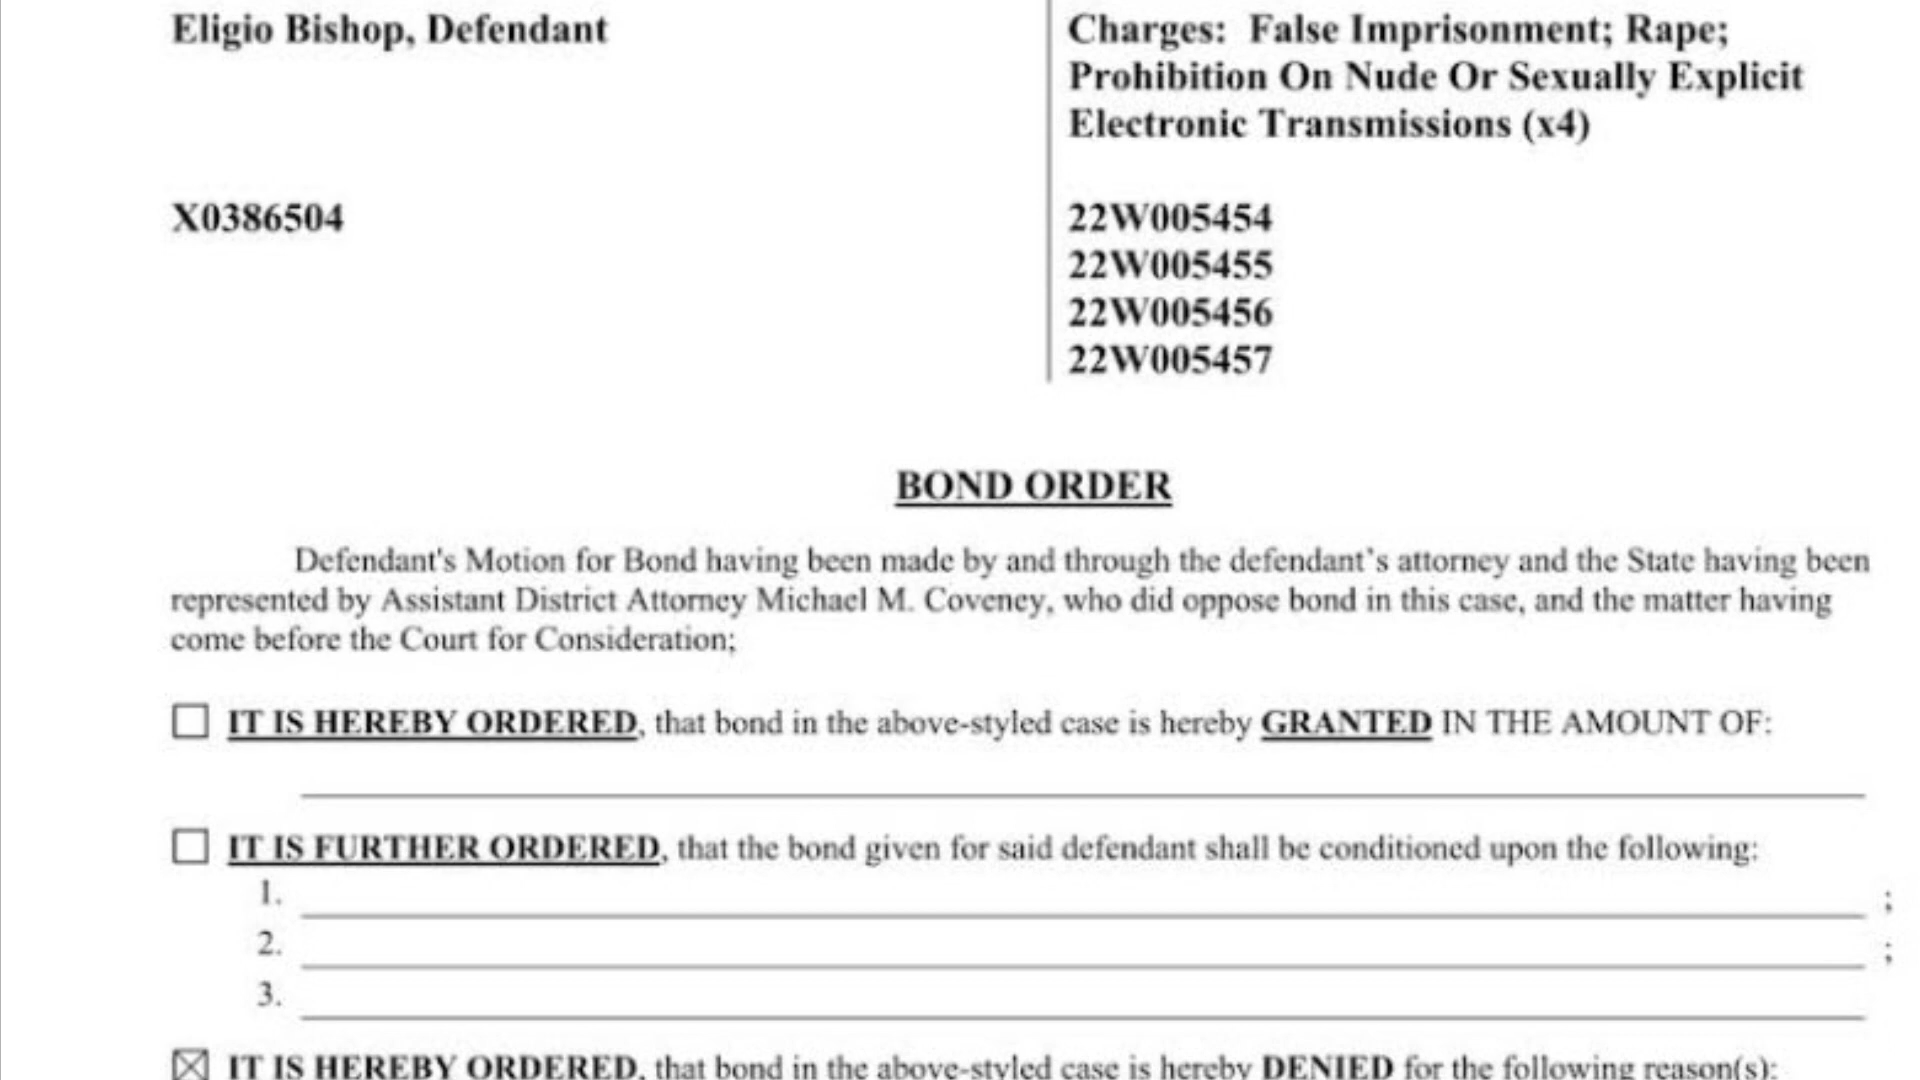 Eligio Bishop, Defendant
Charges: False Imprisonment; Rape;
Prohibition On Nude Or Sexually Explicit
Electronic Transmissions (x4)
X0386504
22W005454
22W005455
22W005456
22W005457
BOND ORDER
Defendant's Motion for Bond having been made by and through the defendant's attorney and the State having been
represented by Assistant District Attorney Michael M. Coveney, who did oppose bond in this case, and the matter having
come before the Court for Consideration;
IT IS HEREBY ORDERED, that bond in the above-styled case is hereby GRANTED IN THE AMOUNT OF:
IT IS FURTHER ORDERED, that the bond given for said defendant shall be conditioned upon the following:
1. ;
2. ;
3.
IT IS HEREBY ORDERED, that bond in the above-styled case is hereby DENIED for the following reason(s):